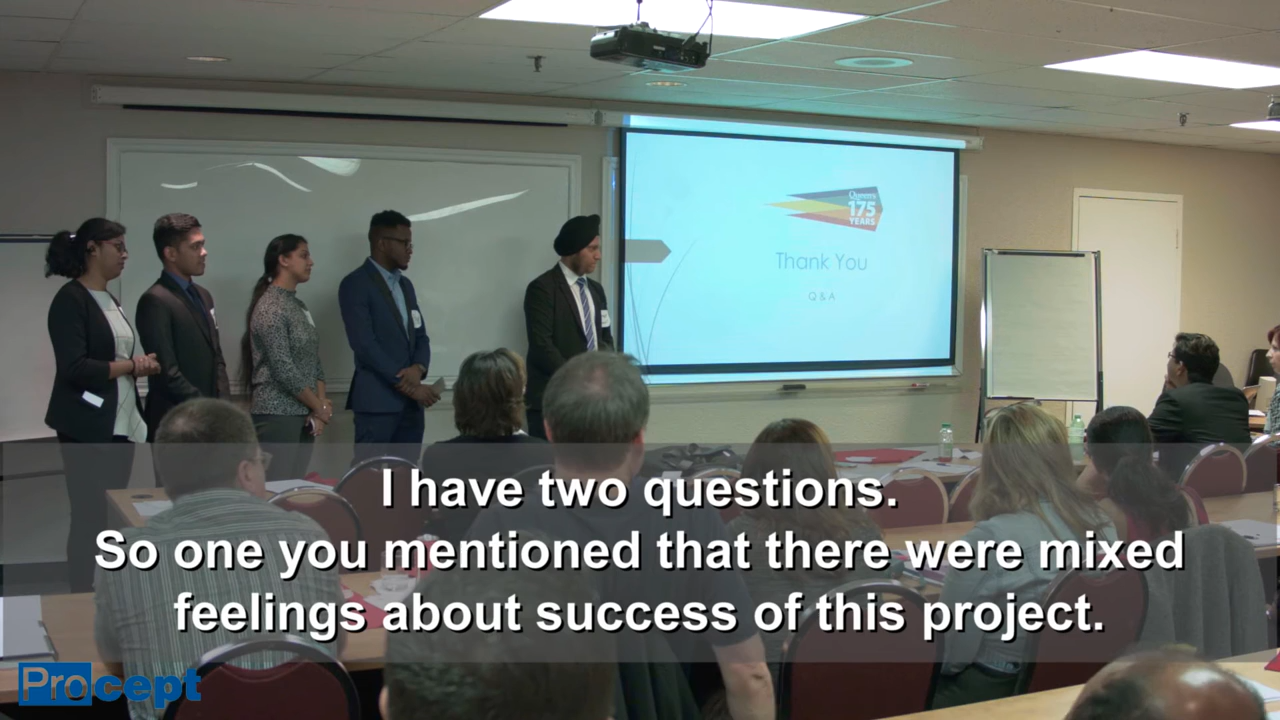 Queen's
175
YEARS
Thank You
Q & A
I have two questions.
So one you mentioned that there were mixed
feelings about success of this project.
Procept